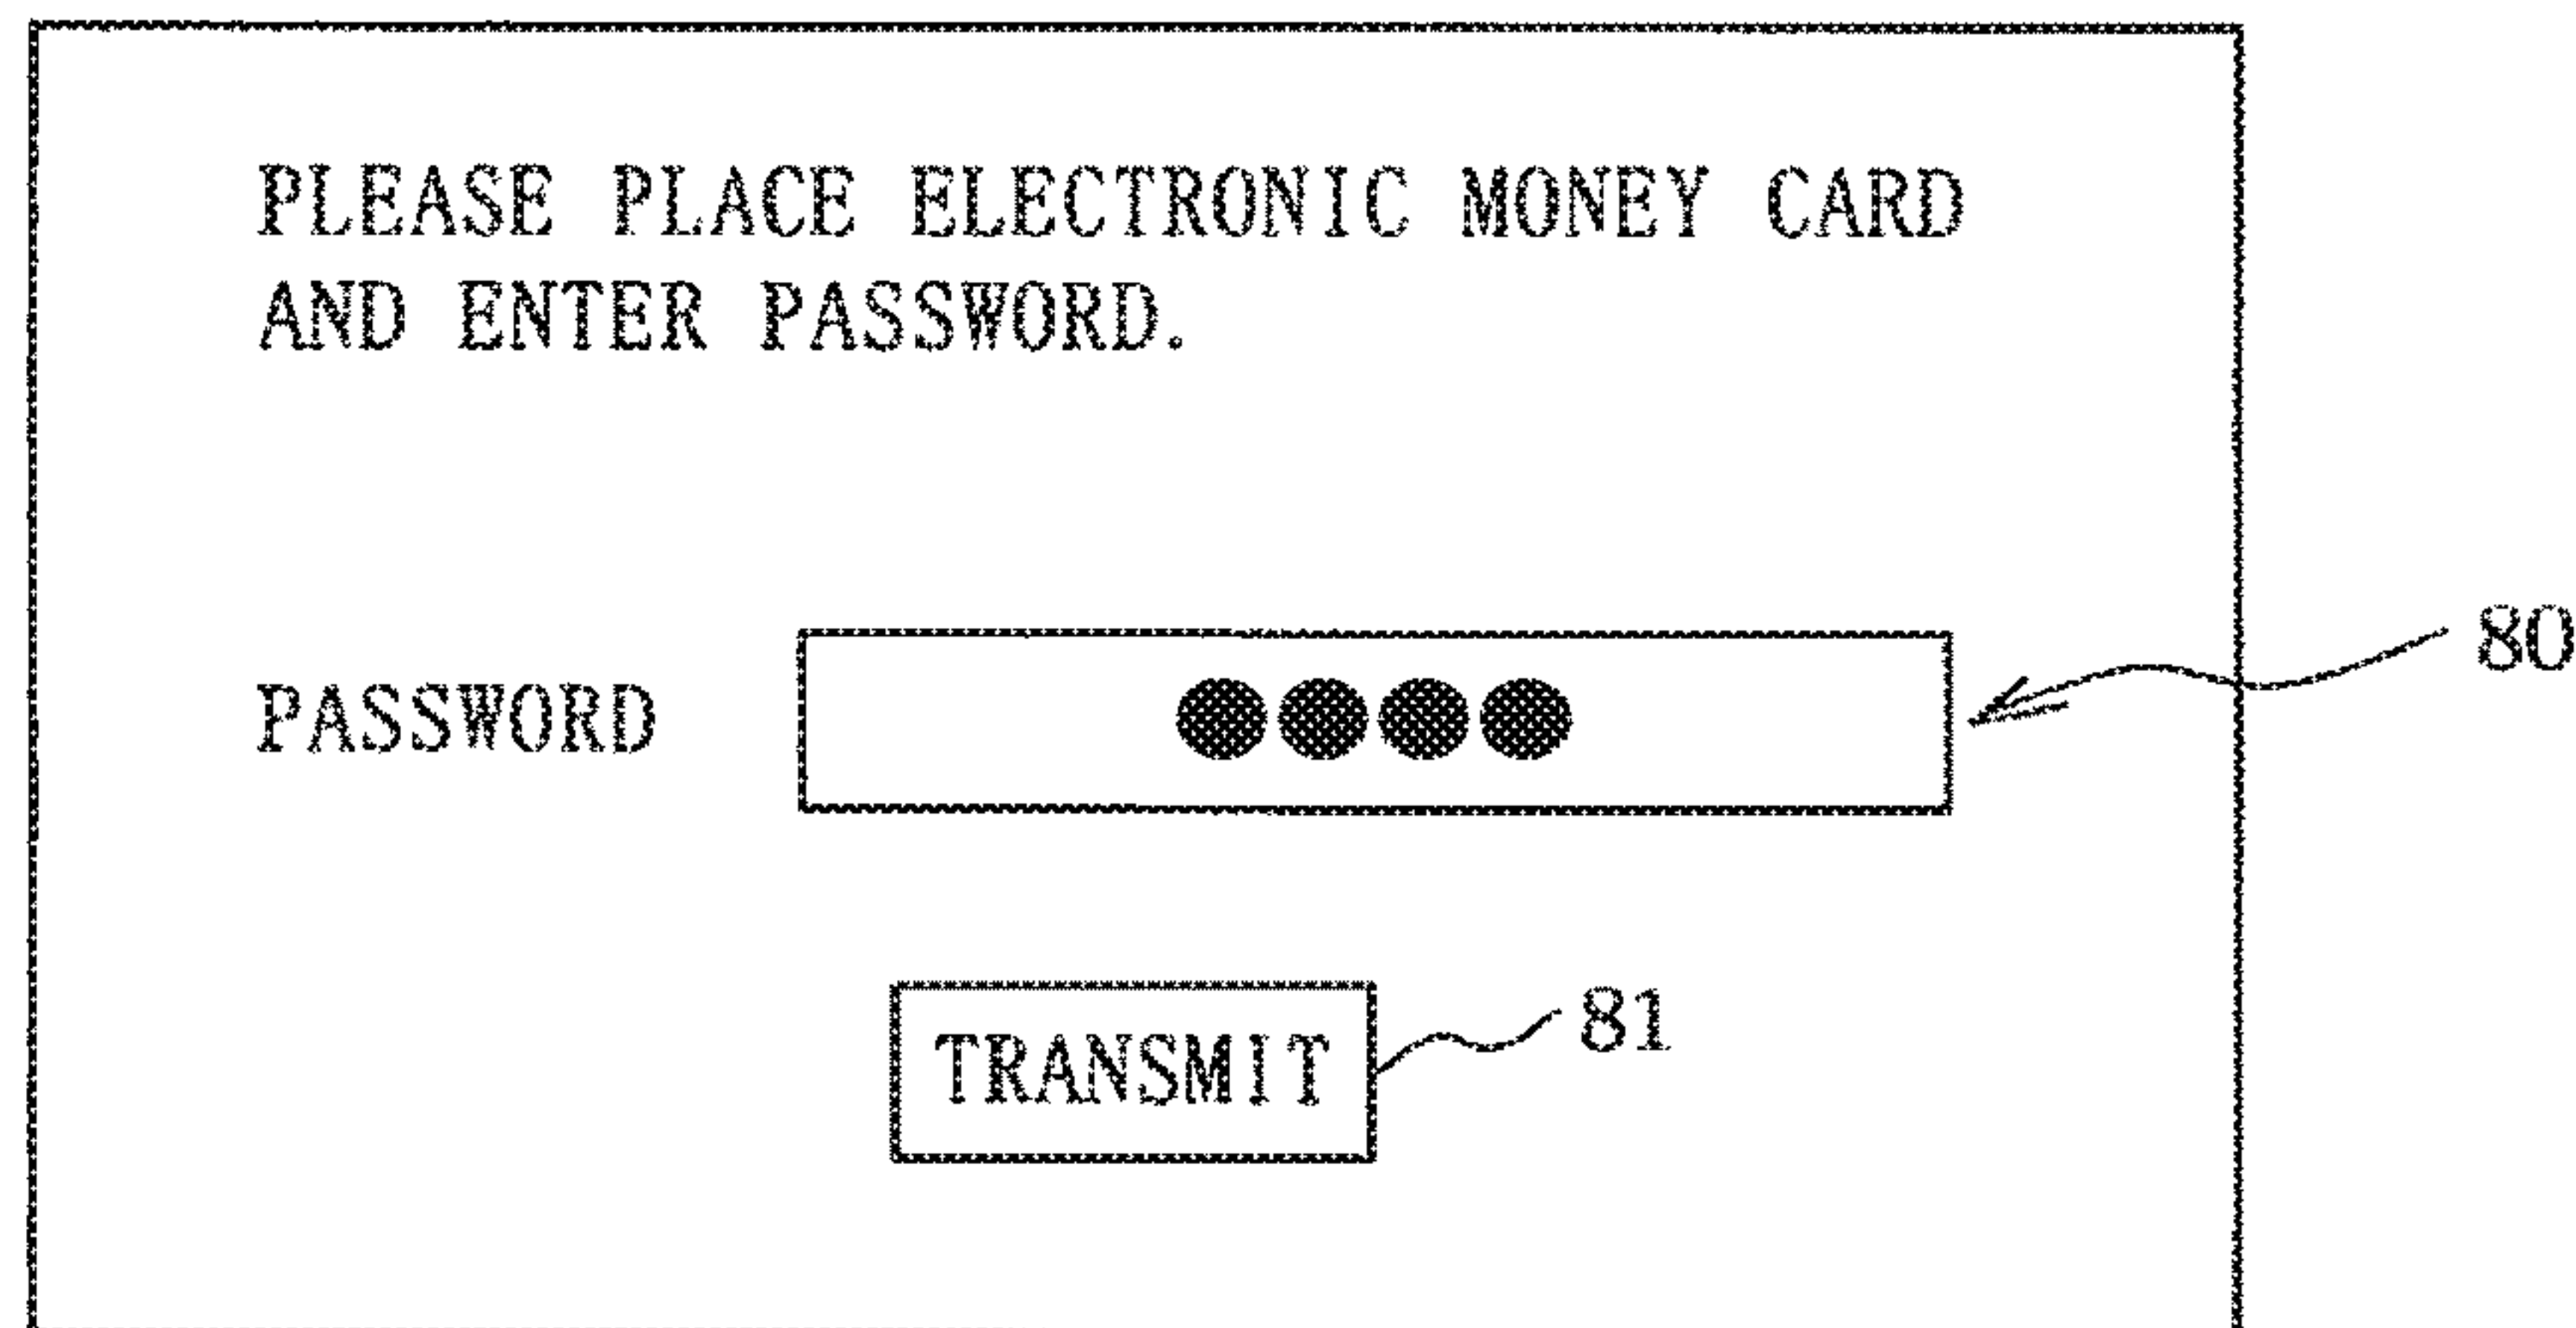 PLEASE PLACE ELECTRONIC MONEY CARD
AND ENTER PASSWORD.
80
PASSWORD ●●●●
81
TRANSMIT